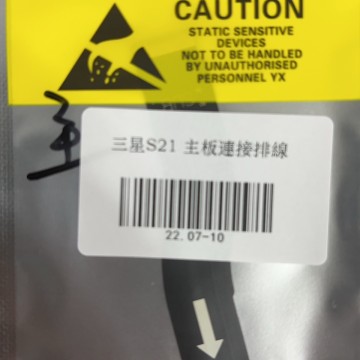 CAUTION
STATIC SENSITIVE
DEVICES
NOT TO BE HANDLED
BY UNAUTHORISED
PERSONNEL YX
三星S21 主板連接排線
22.07-10